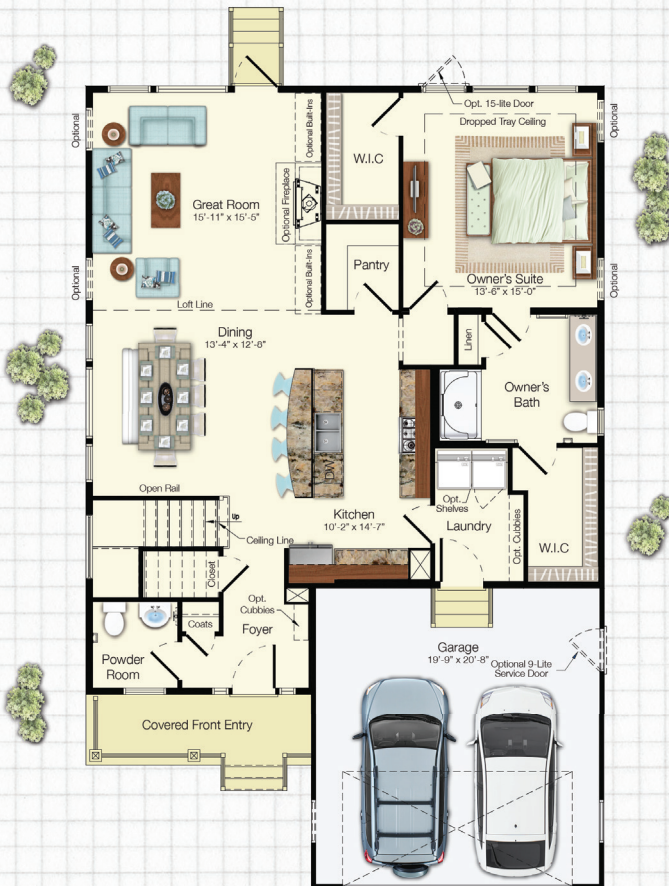 Opt. 15-lite Door
Dropped Tray Ceiling
Optional
Optional
Optional Built-Ins
W.I.C
Great Room
15'-11" x 15'-5"
Optional Fireplace
Pantry
Optional Built-Ins
Owner's Suite
13'-6" x 15'-0"
Optional
Optional
Loft Line
Dining
13'-4" x 12'-8"
Linen
Owner's
Bath
DW
Open Rail
Kitchen
10'-2" x 14'-7"
Opt.
Shelves
Laundry
Opt. Cubbies
W.I.C
Up
Ceiling Line
Closet
Opt.
Cubbies
Coats
Foyer
Powder
Room
Garage
19'-9" x 20'-8"
Optional 9-Lite
Service Door
Covered Front Entry